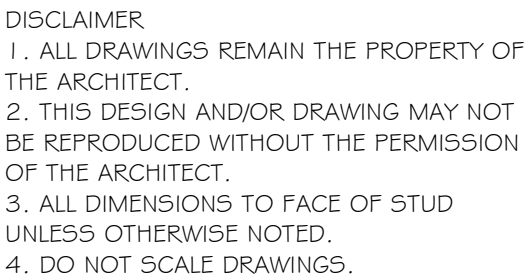 DISCLAIMER
1. ALL DRAWINGS REMAIN THE PROPERTY OF
THE ARCHITECT.
2. THIS DESIGN AND/OR DRAWING MAY NOT
BE REPRODUCED WITHOUT THE PERMISSION
OF THE ARCHITECT.
3. ALL DIMENSIONS TO FACE OF STUD
UNLESS OTHERWISE NOTED.
4. DO NOT SCALE DRAWINGS.